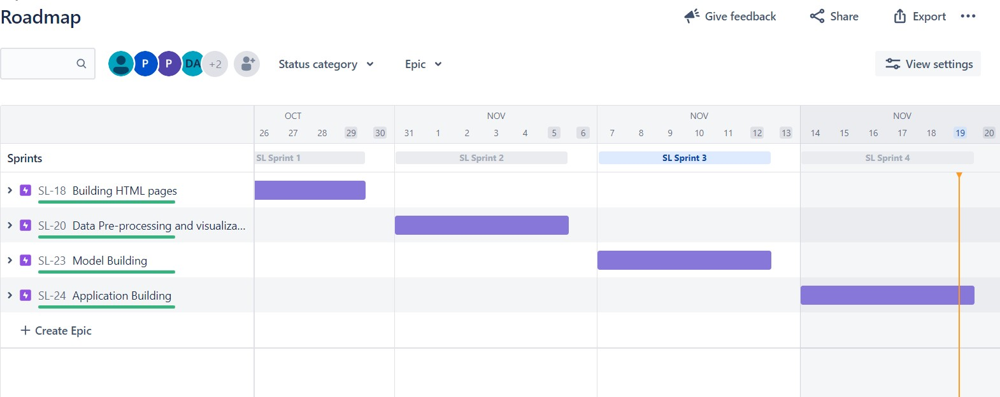 Roadmap
Give feedback
Share
Export
P
P
DA
+2
Status category
Epic
View settings
OCT
NOV
NOV
NOV
26 27 28 29 30 31 1 2 3 4 5 6 7 8 9 10 11 12 13 14 15 16 17 18 19 20
Sprints
SL Sprint 1
SL Sprint 2
SL Sprint 3
SL Sprint 4
SL-18 Building HTML pages
SL-20 Data Pre-processing and visualiza...
SL-23 Model Building
SL-24 Application Building
+ Create Epic